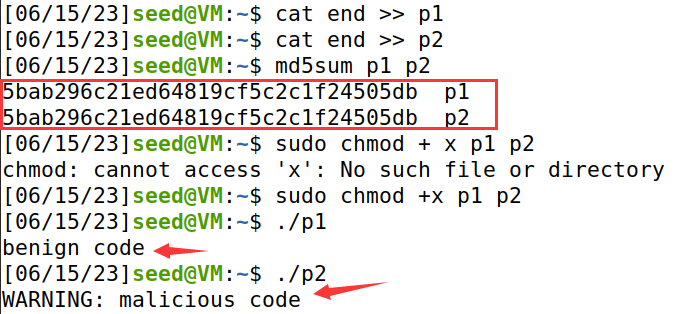 [06/15/23]seed@VM:~$ cat end >> p1
[06/15/23]seed@VM:~$ cat end >> p2
[06/15/23]seed@VM:~$ md5sum p1 p2
5bab296c21ed64819cf5c2c1f24505db  p1
5bab296c21ed64819cf5c2c1f24505db  p2
[06/15/23]seed@VM:~$ sudo chmod + x p1 p2
chmod: cannot access 'x': No such file or directory
[06/15/23]seed@VM:~$ sudo chmod +x p1 p2
[06/15/23]seed@VM:~$ ./p1
benign code
[06/15/23]seed@VM:~$ ./p2
WARNING: malicious code